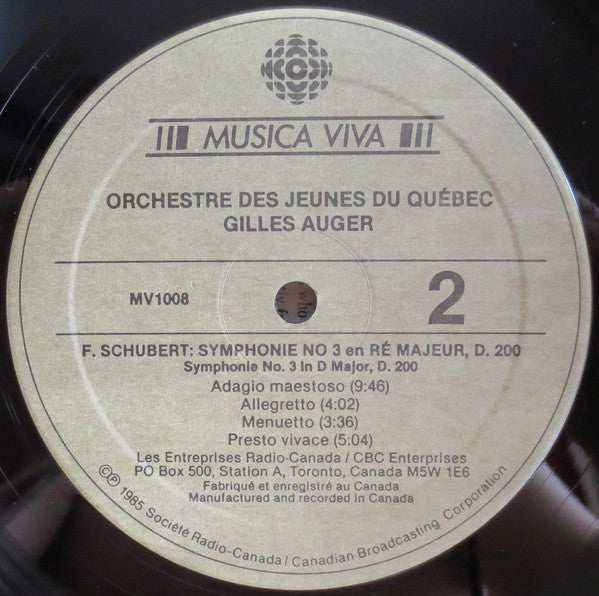 MUSICA VIVA
ORCHESTRE DES JEUNES DU QUÉBEC
GILLES AUGER
MV1008
2
who
F. SCHUBERT: SYMPHONIE NO 3 en RÉ MAJEUR, D. 200
Symphonie No. 3 In D Major, D. 200
Adagio maestoso (9:46)
Allegretto (4:02)
Menuetto (3:36)
Presto vivace (5:04)
Les Entreprises Radio-Canada / CBC Enterprises
PO Box 500, Station A, Toronto, Canada M5W 1E6
Fabriqué et enregistré au Canada
Manufactured and recorded in Canada
©℗ 1985 Société Radio-Canada / Canadian Broadcasting Corporation